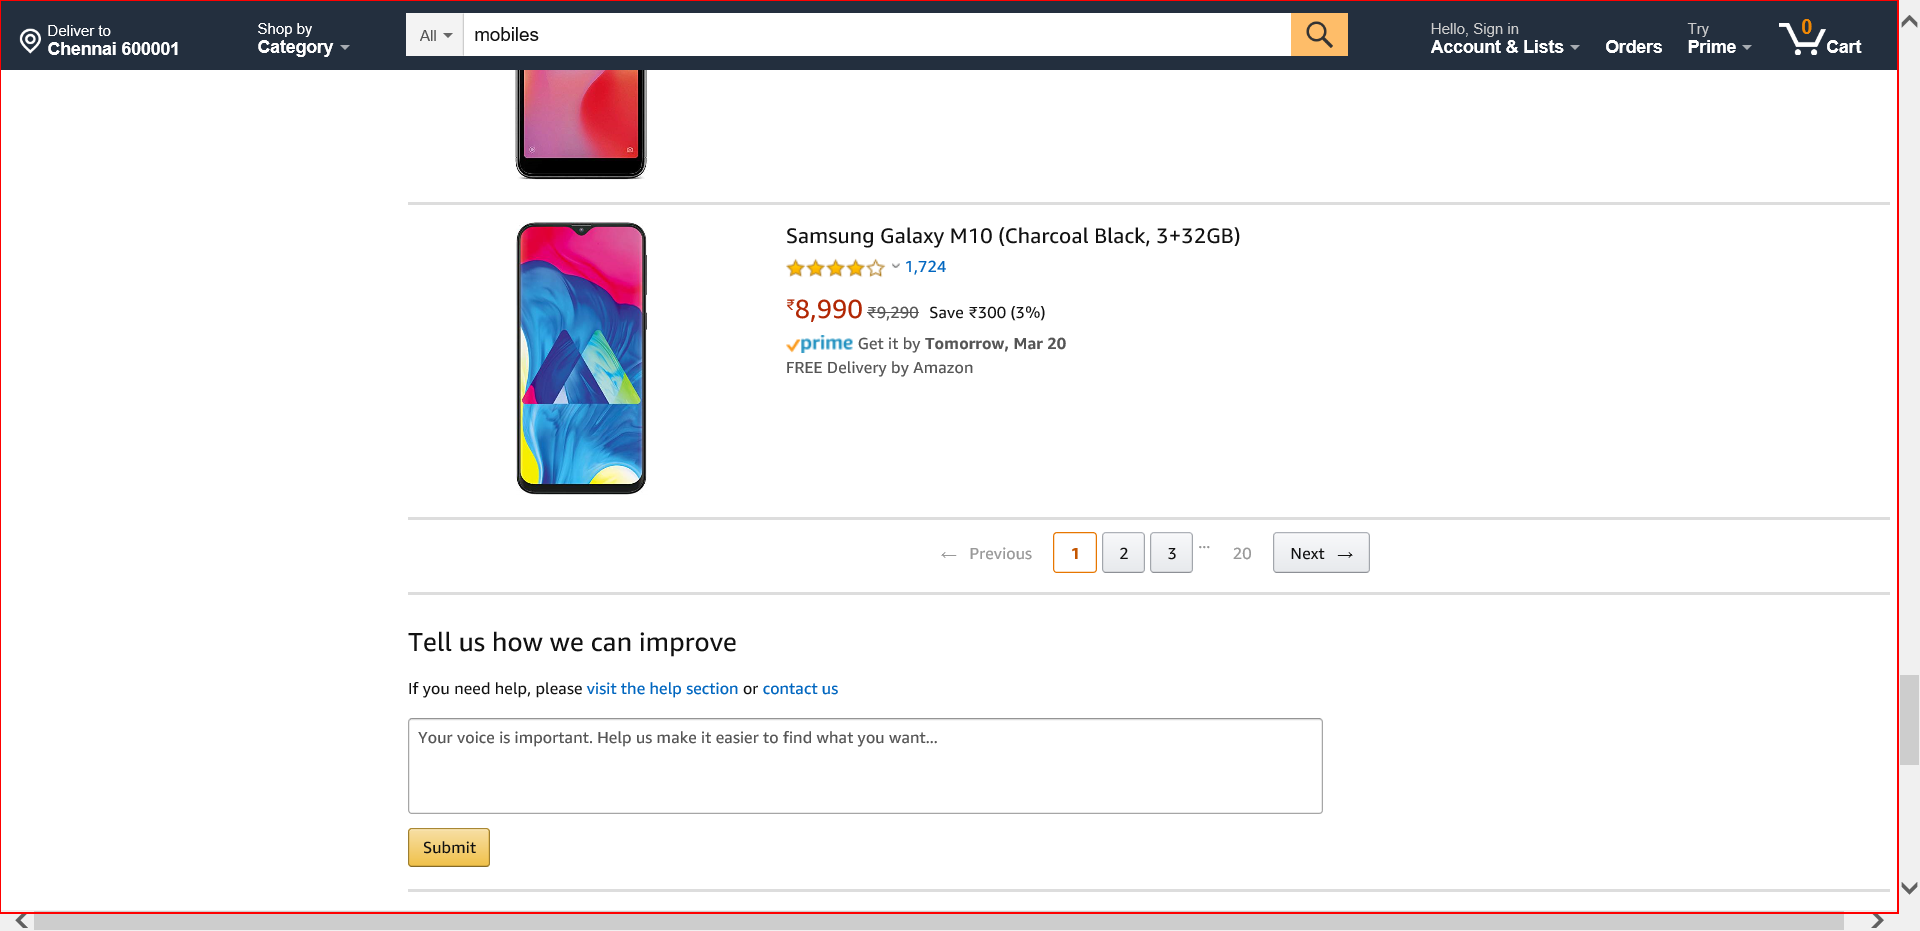 Deliver to
Chennai 600001
Shop by
Category
All
mobiles
Hello, Sign in
Account & Lists
Orders
Try
Prime
0
Cart
Samsung Galaxy M10 (Charcoal Black, 3+32GB)
1,724
₹8,990 ₹9,290 Save ₹300 (3%)
prime Get it by Tomorrow, Mar 20
FREE Delivery by Amazon
← Previous 1 2 3 ... 20 Next →
Tell us how we can improve
If you need help, please visit the help section or contact us
Your voice is important. Help us make it easier to find what you want...
Submit